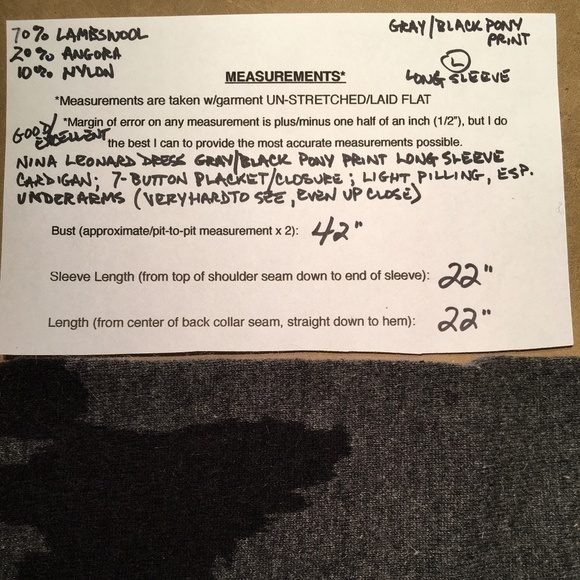 70% LAMBSWOOL
20% ANGORA
10% NYLON
GRAY/BLACK PONY
PRINT
L
LONG SLEEVE
MEASUREMENTS*
*Measurements are taken w/garment UN-STRETCHED/LAID FLAT
*Margin of error on any measurement is plus/minus one half of an inch (1/2"), but I do
the best I can to provide the most accurate measurements possible.
GOOD/
EXCELLENT
NINA LEONARD DRESS GRAY/BLACK PONY PRINT LONG SLEEVE
CARDIGAN; 7-BUTTON PLACKET/CLOSURE; LIGHT PILLING, ESP.
UNDERARMS (VERY HARD TO SEE, EVEN UP CLOSE)
Bust (approximate/pit-to-pit measurement x 2): 42"
Sleeve Length (from top of shoulder seam down to end of sleeve): 22"
Length (from center of back collar seam, straight down to hem): 22"